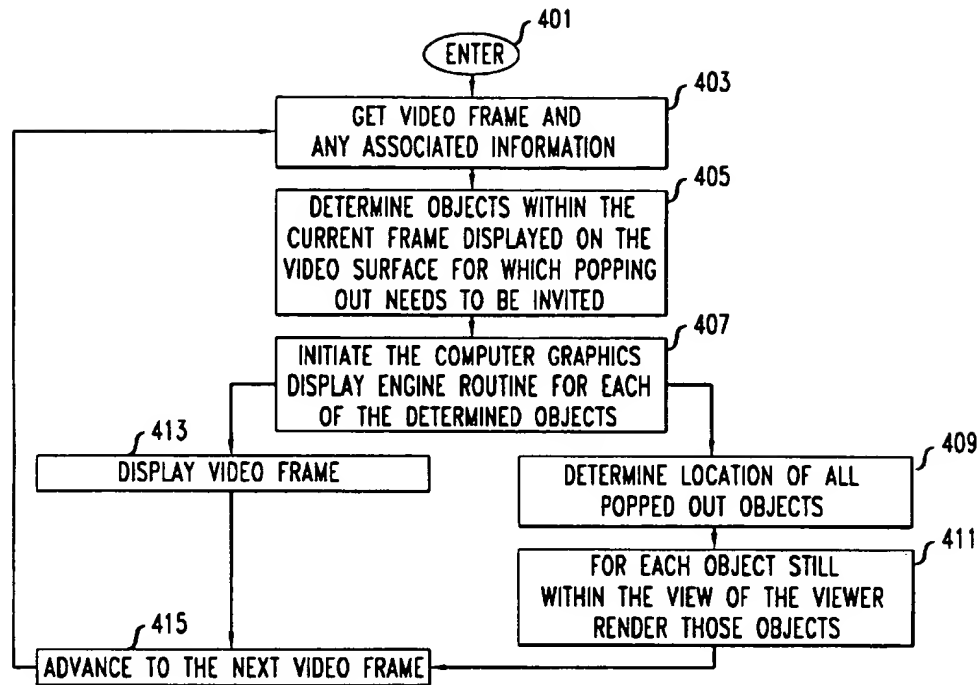 401
ENTER
403
GET VIDEO FRAME AND
ANY ASSOCIATED INFORMATION
405
DETERMINE OBJECTS WITHIN THE
CURRENT FRAME DISPLAYED ON THE
VIDEO SURFACE FOR WHICH POPPING
OUT NEEDS TO BE INVITED
407
INITIATE THE COMPUTER GRAPHICS
DISPLAY ENGINE ROUTINE FOR EACH
OF THE DETERMINED OBJECTS
413
DISPLAY VIDEO FRAME
409
DETERMINE LOCATION OF ALL
POPPED OUT OBJECTS
411
FOR EACH OBJECT STILL
WITHIN THE VIEW OF THE VIEWER
RENDER THOSE OBJECTS
415
ADVANCE TO THE NEXT VIDEO FRAME